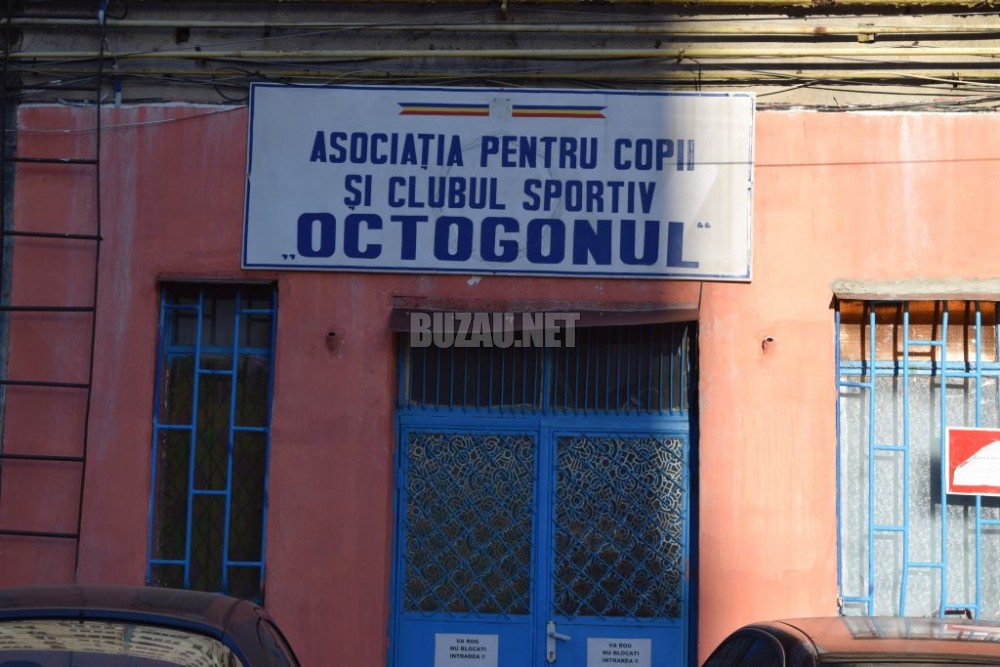 ASOCIAȚIA PENTRU COPII
ȘI CLUBUL SPORTIV
„OCTOGONUL“
BUZAU.NET
VA ROG
NU BLOCATI
INTRAREA !!
VA ROG
NU BLOCATI
INTRAREA !!